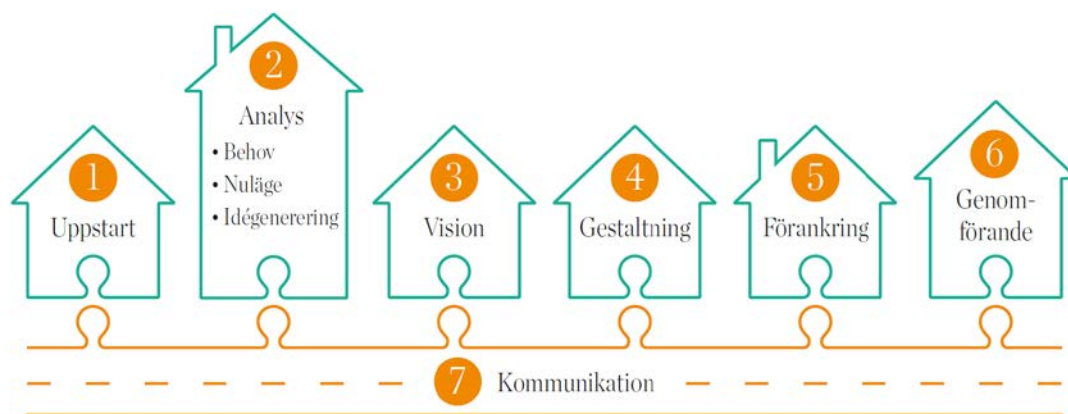 1
Uppstart
2
Analys
• Behov
• Nuläge
• Idégenerering
3
Vision
4
Gestaltning
5
Förankring
6
Genom-
förande
7
Kommunikation